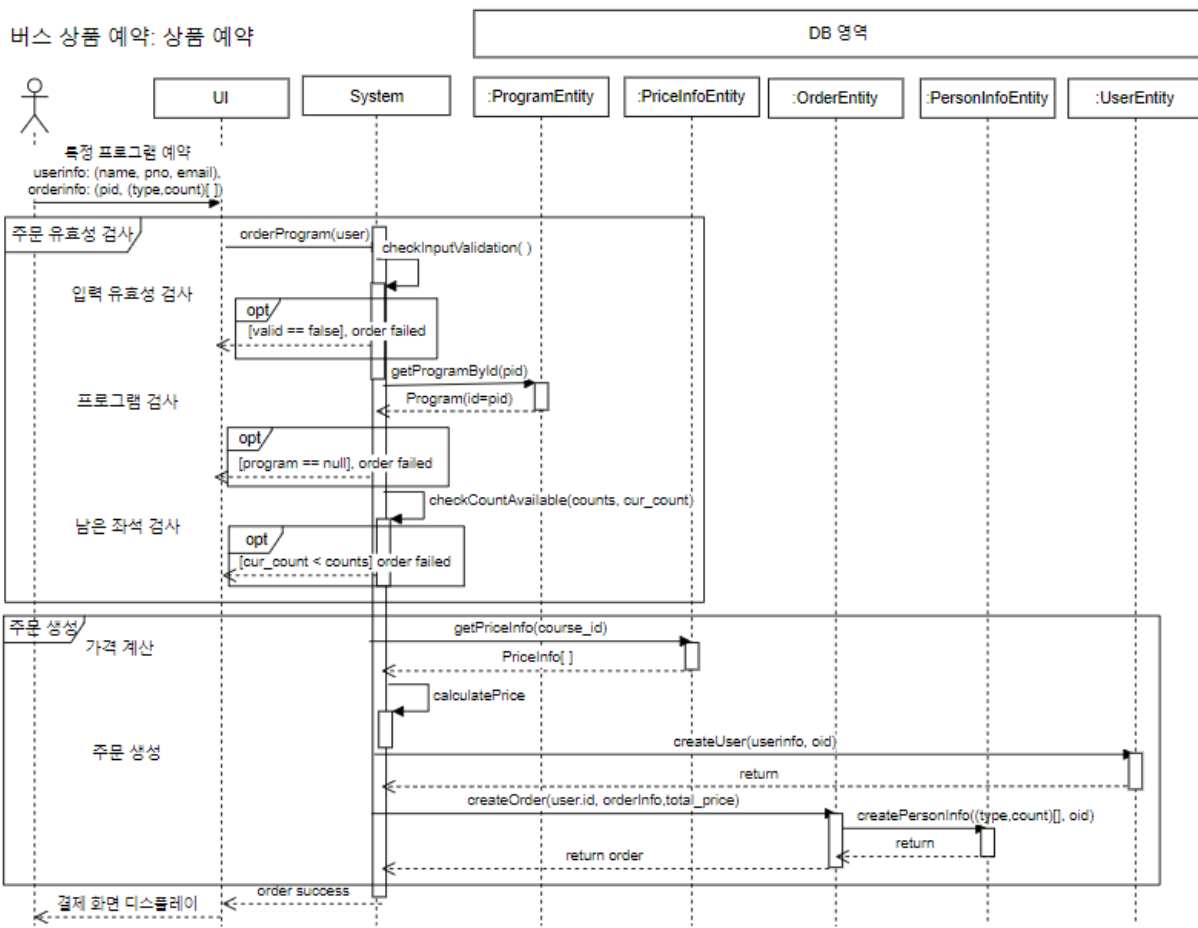 버스 상품 예약: 상품 예약
DB 영역
UI
System
:ProgramEntity
:PriceInfoEntity
:OrderEntity
:PersonInfoEntity
:UserEntity
특정 프로그램 예약
userinfo: (name, pno, email),
orderinfo: (pid, (type,count)[ ])
주문 유효성 검사
orderProgram(user)
checkInputValidation( )
입력 유효성 검사
opt
[valid == false], order failed
getProgramById(pid)
프로그램 검사
Program(id=pid)
opt
[program == null], order failed
checkCountAvailable(counts, cur_count)
남은 좌석 검사
opt
[cur_count < counts] order failed
주문 생성
가격 계산
getPriceInfo(course_id)
PriceInfo[ ]
calculatePrice
주문 생성
createUser(userinfo, oid)
return
createOrder(user.id, orderInfo,total_price)
createPersonInfo((type,count)[], oid)
return
return order
order success
결제 화면 디스플레이